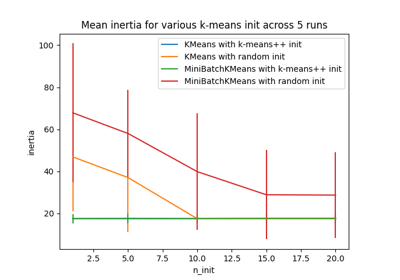 Mean inertia for various k-means init across 5 runs
KMeans with k-means++ init
KMeans with random init
MiniBatchKMeans with k-means++ init
MiniBatchKMeans with random init
100
80
60
40
20
inertia
2.5 5.0 7.5 10.0 12.5 15.0 17.5 20.0
n_init